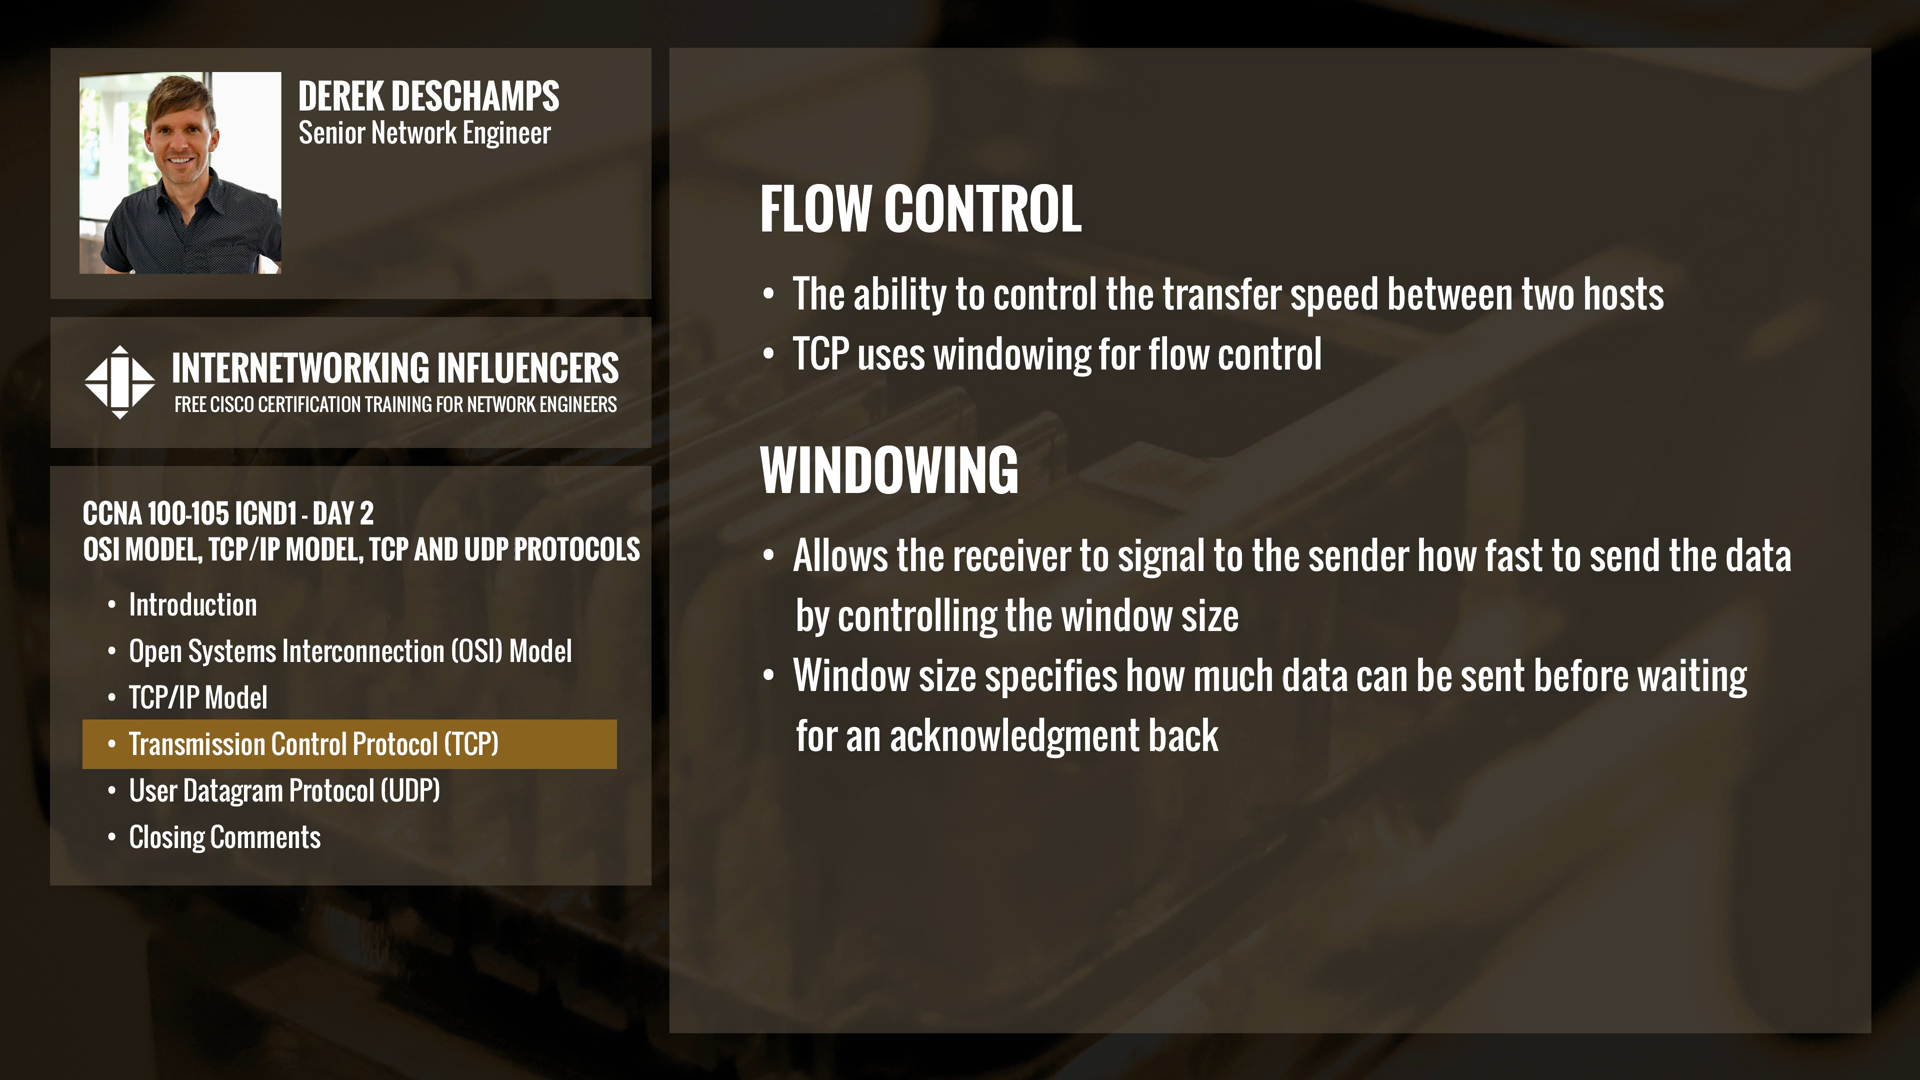 DEREK DESCHAMPS
Senior Network Engineer
INTERNETWORKING INFLUENCERS
FREE CISCO CERTIFICATION TRAINING FOR NETWORK ENGINEERS
CCNA 100-105 ICND1 - DAY 2
OSI MODEL, TCP/IP MODEL, TCP AND UDP PROTOCOLS
• Introduction
• Open Systems Interconnection (OSI) Model
• TCP/IP Model
• Transmission Control Protocol (TCP)
• User Datagram Protocol (UDP)
• Closing Comments
FLOW CONTROL
• The ability to control the transfer speed between two hosts
• TCP uses windowing for flow control
WINDOWING
• Allows the receiver to signal to the sender how fast to send the data
by controlling the window size
• Window size specifies how much data can be sent before waiting
for an acknowledgment back